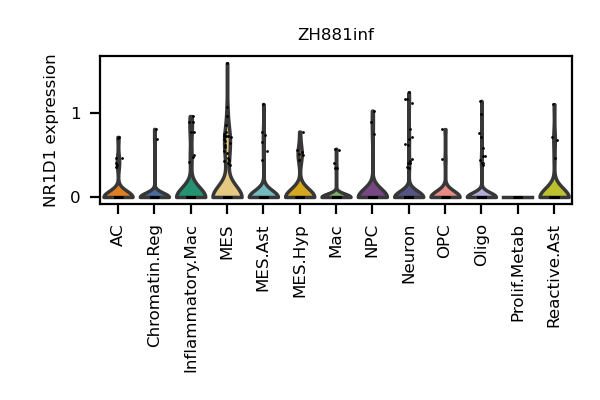 ZH881inf
NR1D1 expression
1
0
AC
Chromatin.Reg
Inflammatory.Mac
MES
MES.Ast
MES.Hyp
Mac
NPC
Neuron
OPC
Oligo
Prolif.Metab
Reactive.Ast